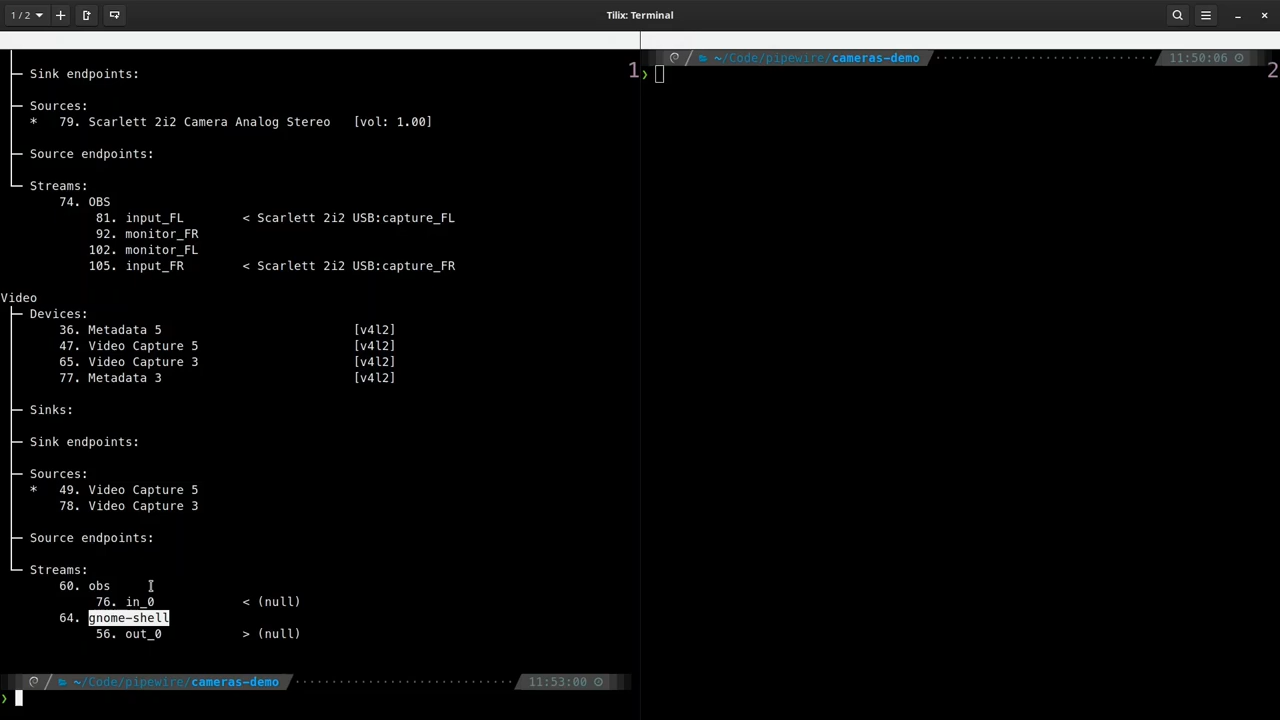 1 / 2
Tilix: Terminal
Sink endpoints:
Sources:
* 79. Scarlett 2i2 Camera Analog Stereo [vol: 1.00]
Source endpoints:
Streams:
74. OBS
81. input_FL < Scarlett 2i2 USB:capture_FL
92. monitor_FR
102. monitor_FL
105. input_FR < Scarlett 2i2 USB:capture_FR
Video
Devices:
36. Metadata 5 [v4l2]
47. Video Capture 5 [v4l2]
65. Video Capture 3 [v4l2]
77. Metadata 3 [v4l2]
Sinks:
Sink endpoints:
Sources:
* 49. Video Capture 5
78. Video Capture 3
Source endpoints:
Streams:
60. obs
76. in_0 < (null)
64. gnome-shell
56. out_0 > (null)
~/Code/pipewire/cameras-demo 11:53:00
❯
1
~/Code/pipewire/cameras-demo 11:50:06
❯
2